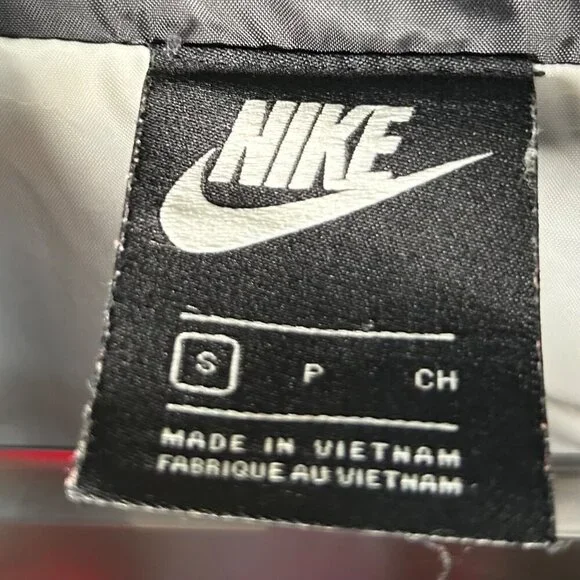 NIKE
S P CH
MADE IN VIETNAM
FABRIQUE AU VIETNAM